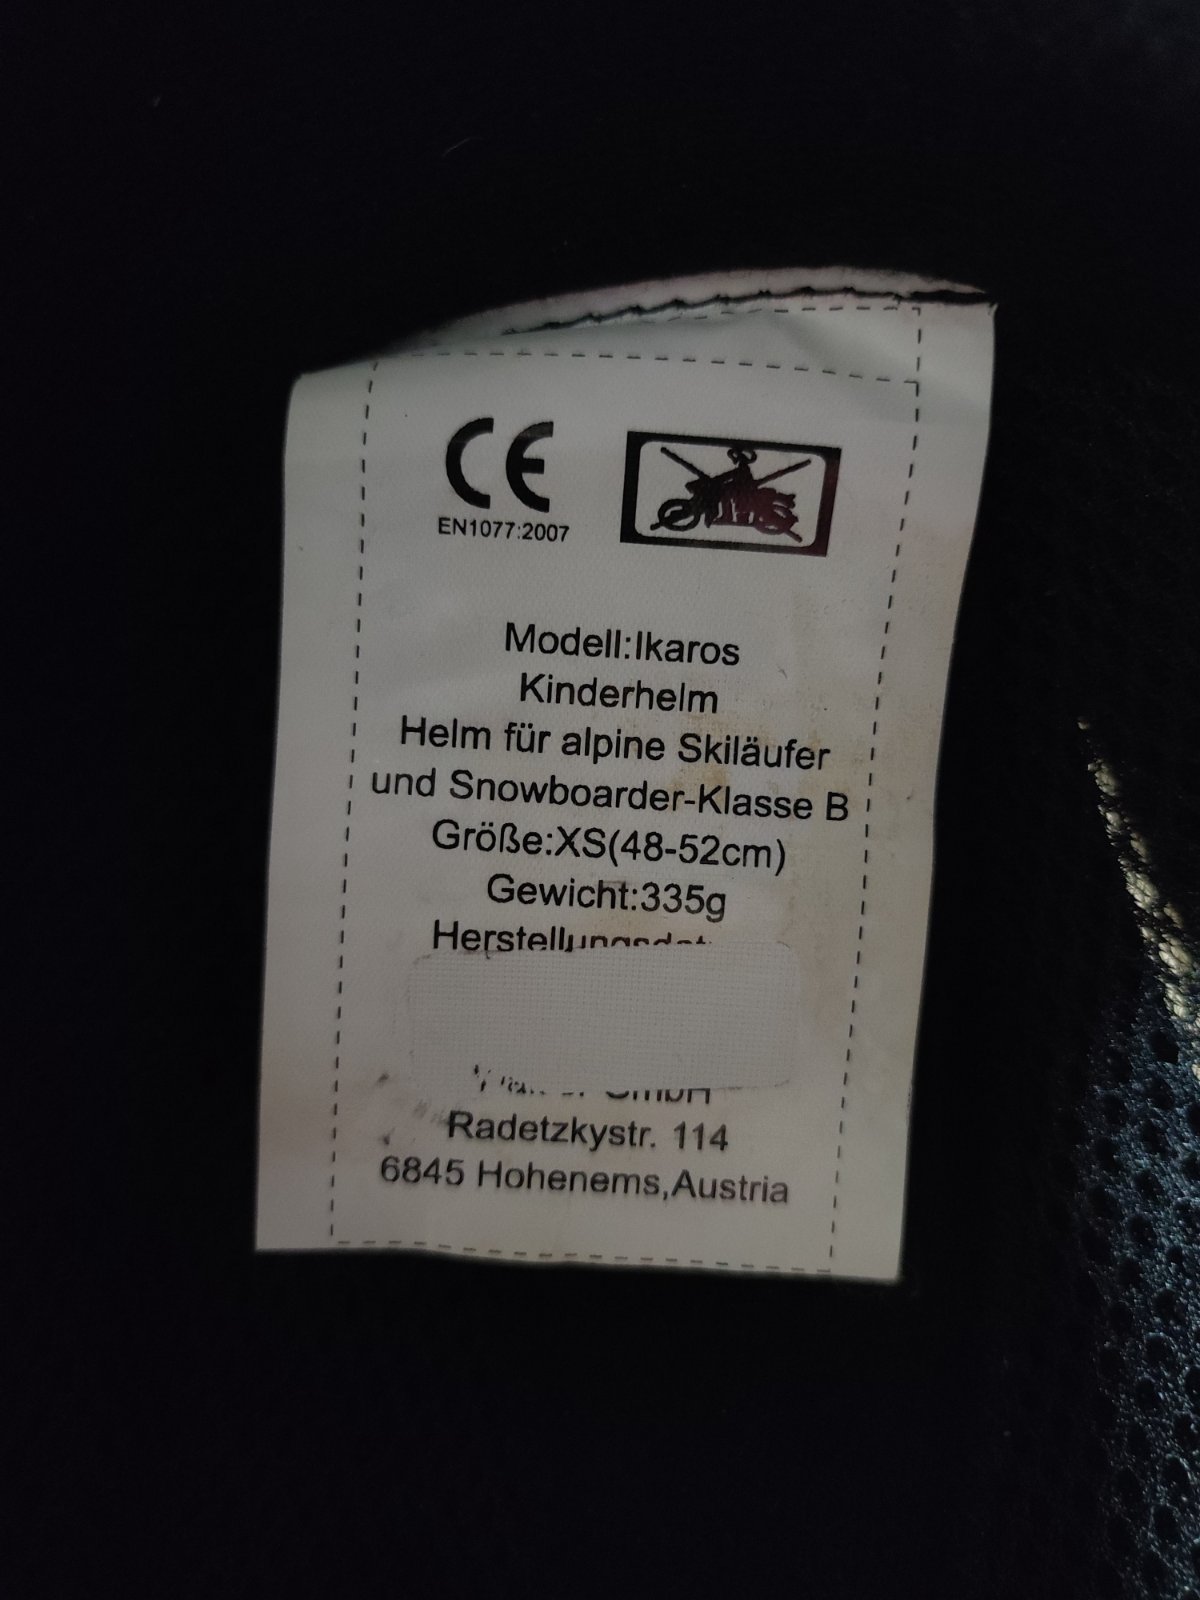 CE
EN1077:2007
Modell:Ikaros
Kinderhelm
Helm für alpine Skiläufer
und Snowboarder-Klasse B
Größe:XS(48-52cm)
Gewicht:335g
GmbH
Radetzkystr. 114
6845 Hohenems,Austria